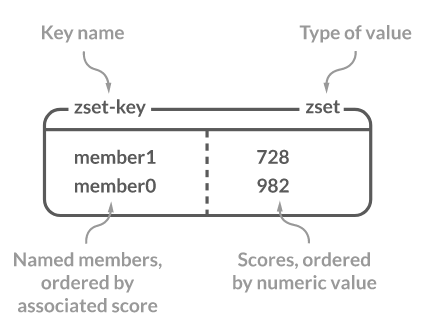 Key name
Type of value
zset-key
zset
member1
728
member0
982
Named members,
ordered by
associated score
Scores, ordered
by numeric value